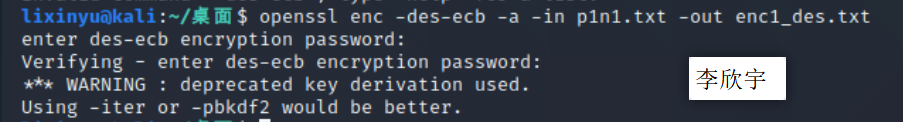 lixinyu@kali:~/桌面$ openssl enc -des-ecb -a -in p1n1.txt -out enc1_des.txt
enter des-ecb encryption password:
Verifying - enter des-ecb encryption password:
*** WARNING : deprecated key derivation used.
Using -iter or -pbkdf2 would be better.
李欣宇